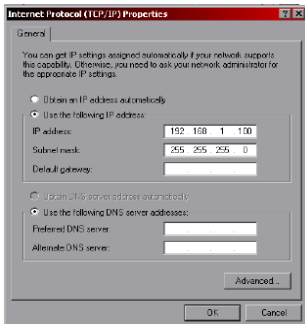 Internet Protocol (TCP/IP) Properties
General
You can get IP settings assigned automatically if your network supports
this capability. Otherwise, you need to ask your network administrator for
the appropriate IP settings.
Obtain an IP address automatically
Use the following IP address:
IP address: 192 . 168 . 1 . 100
Subnet mask: 255 . 255 . 255 . 0
Default gateway: . . .
Obtain DNS server address automatically
Use the following DNS server addresses:
Preferred DNS server: . . .
Alternate DNS server: . . .
Advanced...
OK Cancel